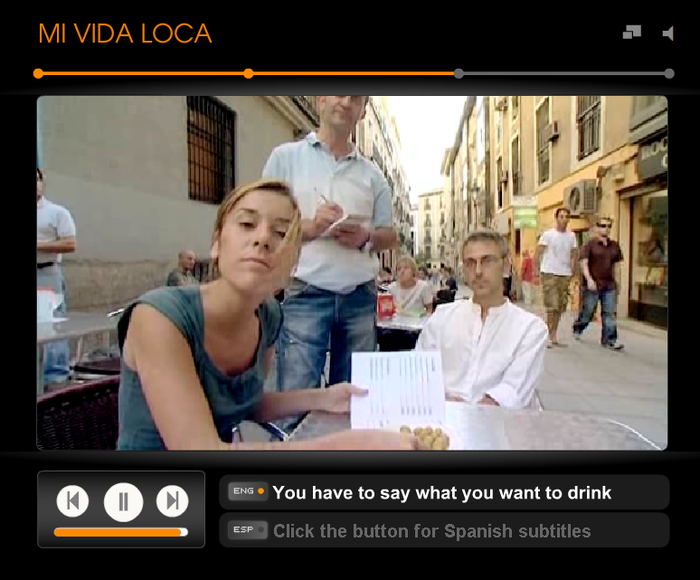 MI VIDA LOCA
ENG You have to say what you want to drink
ESP Click the button for Spanish subtitles